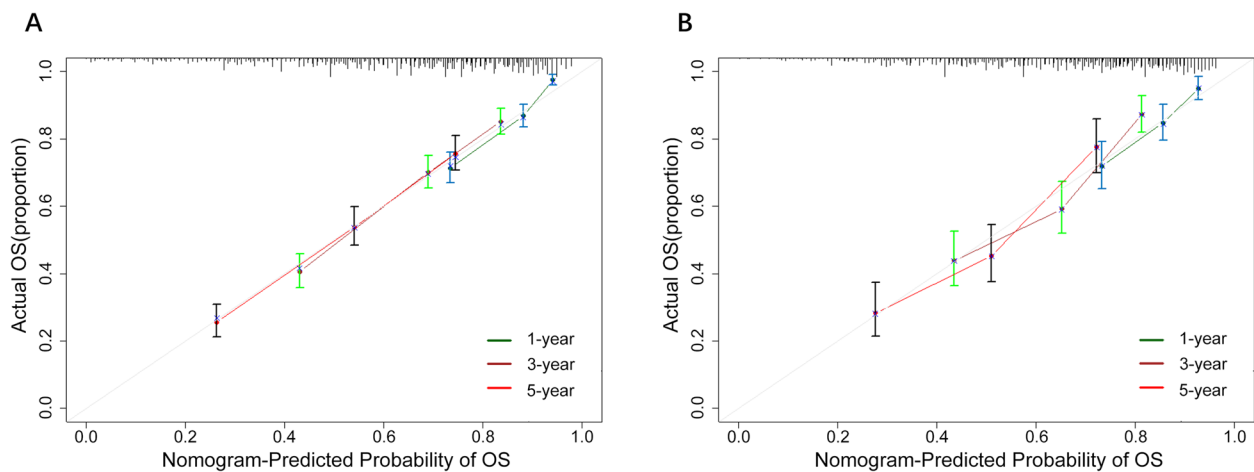 A
Actual OS(proportion)
1.0
0.8
0.6
0.4
0.2
0.0
1-year
3-year
5-year
0.0 0.2 0.4 0.6 0.8 1.0
Nomogram-Predicted Probability of OS
B
Actual OS(proportion)
1.0
0.8
0.6
0.4
0.2
0.0
1-year
3-year
5-year
0.0 0.2 0.4 0.6 0.8 1.0
Nomogram-Predicted Probability of OS